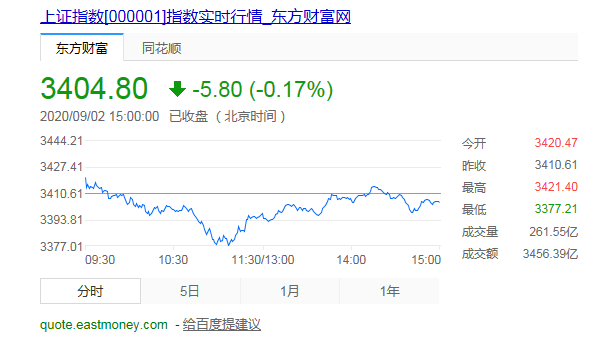 上证指数[000001]指数实时行情_东方财富网
东方财富 同花顺
3404.80 -5.80 (-0.17%)
2020/09/02 15:00:00 已收盘 （北京时间）
3444.21
3427.41
3410.61
3393.81
3377.01
09:30 10:30 11:30/13:00 14:00 15:00
今开 3420.47
昨收 3410.61
最高 3421.40
最低 3377.21
成交量 261.55亿
成交额 3456.39亿
分时 5日 1月 1年
quote.eastmoney.com - 给百度提建议